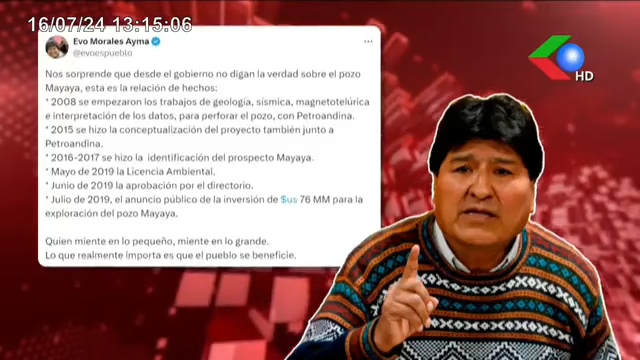 16/07/24 13:15:06
Evo Morales Ayma
@evoespueblo
Nos sorprende que desde el gobierno no digan la verdad sobre el pozo
Mayaya, esta es la relación de hechos:
* 2008 se empezaron los trabajos de geología, sísmica, magnetotelúrica
e interpretación de los datos, para perforar el pozo, con Petroandina.
* 2015 se hizo la conceptualización del proyecto también junto a
Petroandina.
* 2016-2017 se hizo la identificación del prospecto Mayaya.
* Mayo de 2019 la Licencia Ambiental.
* Junio de 2019 la aprobación por el directorio.
* Julio de 2019, el anuncio público de la inversión de $us 76 MM para la
exploración del pozo Mayaya.
Quien miente en lo pequeño, miente en lo grande.
Lo que realmente importa es que el pueblo se beneficie.
HD